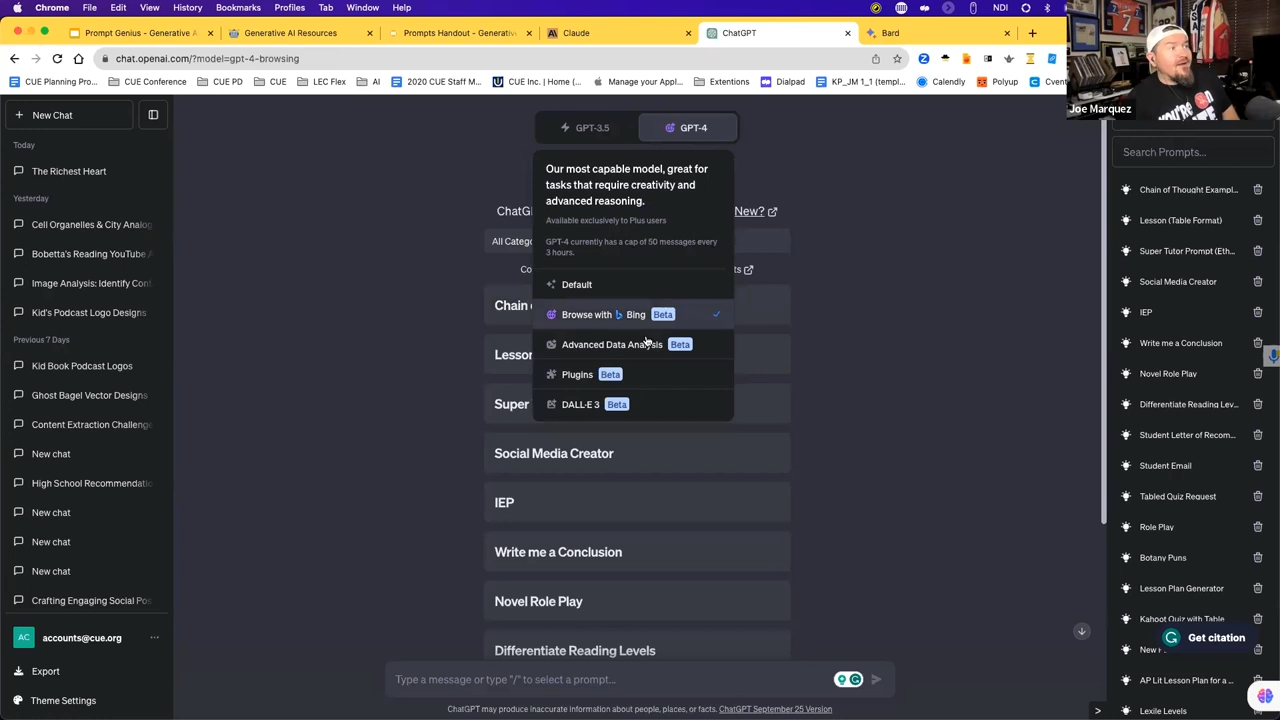 Chrome File Edit View History Bookmarks Profiles Tab Window Help
NDI
Prompt Genius - Generative A
Generative AI Resources
Prompts Handout - Generativ
Claude
ChatGPT
Bard
chat.openai.com/?model=gpt-4-browsing
CUE Planning Pro...
CUE Conference
CUE PD
CUE
LEC Flex
AI
2020 CUE Staff M...
CUE Inc. | Home (...
Manage your Appl...
Extentions
Dialpad
KP_JM 1_1 (templ...
Calendly
Polyup
Cent
Joe Marquez
New Chat
Today
The Richest Heart
Yesterday
Cell Organelles & City Analog
Bobetta's Reading YouTube A
Image Analysis: Identify Con
Kid's Podcast Logo Designs
Previous 7 Days
Kid Book Podcast Logos
Ghost Bagel Vector Designs
Content Extraction Challenge
New chat
High School Recommendatio
New chat
New chat
New chat
Crafting Engaging Social Pos
AC
accounts@cue.org
Export
Theme Settings
GPT-3.5
GPT-4
Our most capable model, great for
tasks that require creativity and
advanced reasoning.
Available exclusively to Plus users
GPT-4 currently has a cap of 50 messages every
3 hours.
Default
Browse with Bing Beta
Advanced Data Analysis Beta
Plugins Beta
DALL·E 3 Beta
ChatG
New?
All Catego
Co
ts
Chain
Lesson
Super
Social Media Creator
IEP
Write me a Conclusion
Novel Role Play
Differentiate Reading Levels
Type a message or type "/" to select a prompt...
ChatGPT may produce inaccurate information about people, places, or facts. ChatGPT September 25 Version
Search Prompts...
Chain of Thought Exampl...
Lesson (Table Format)
Super Tutor Prompt (Eth...
Social Media Creator
IEP
Write me a Conclusion
Novel Role Play
Differentiate Reading Lev...
Student Letter of Recom...
Student Email
Tabled Quiz Request
Role Play
Botany Puns
Lesson Plan Generator
Kahoot Quiz with Table
Get citation
New
AP Lit Lesson Plan for a ...
Lexile Levels